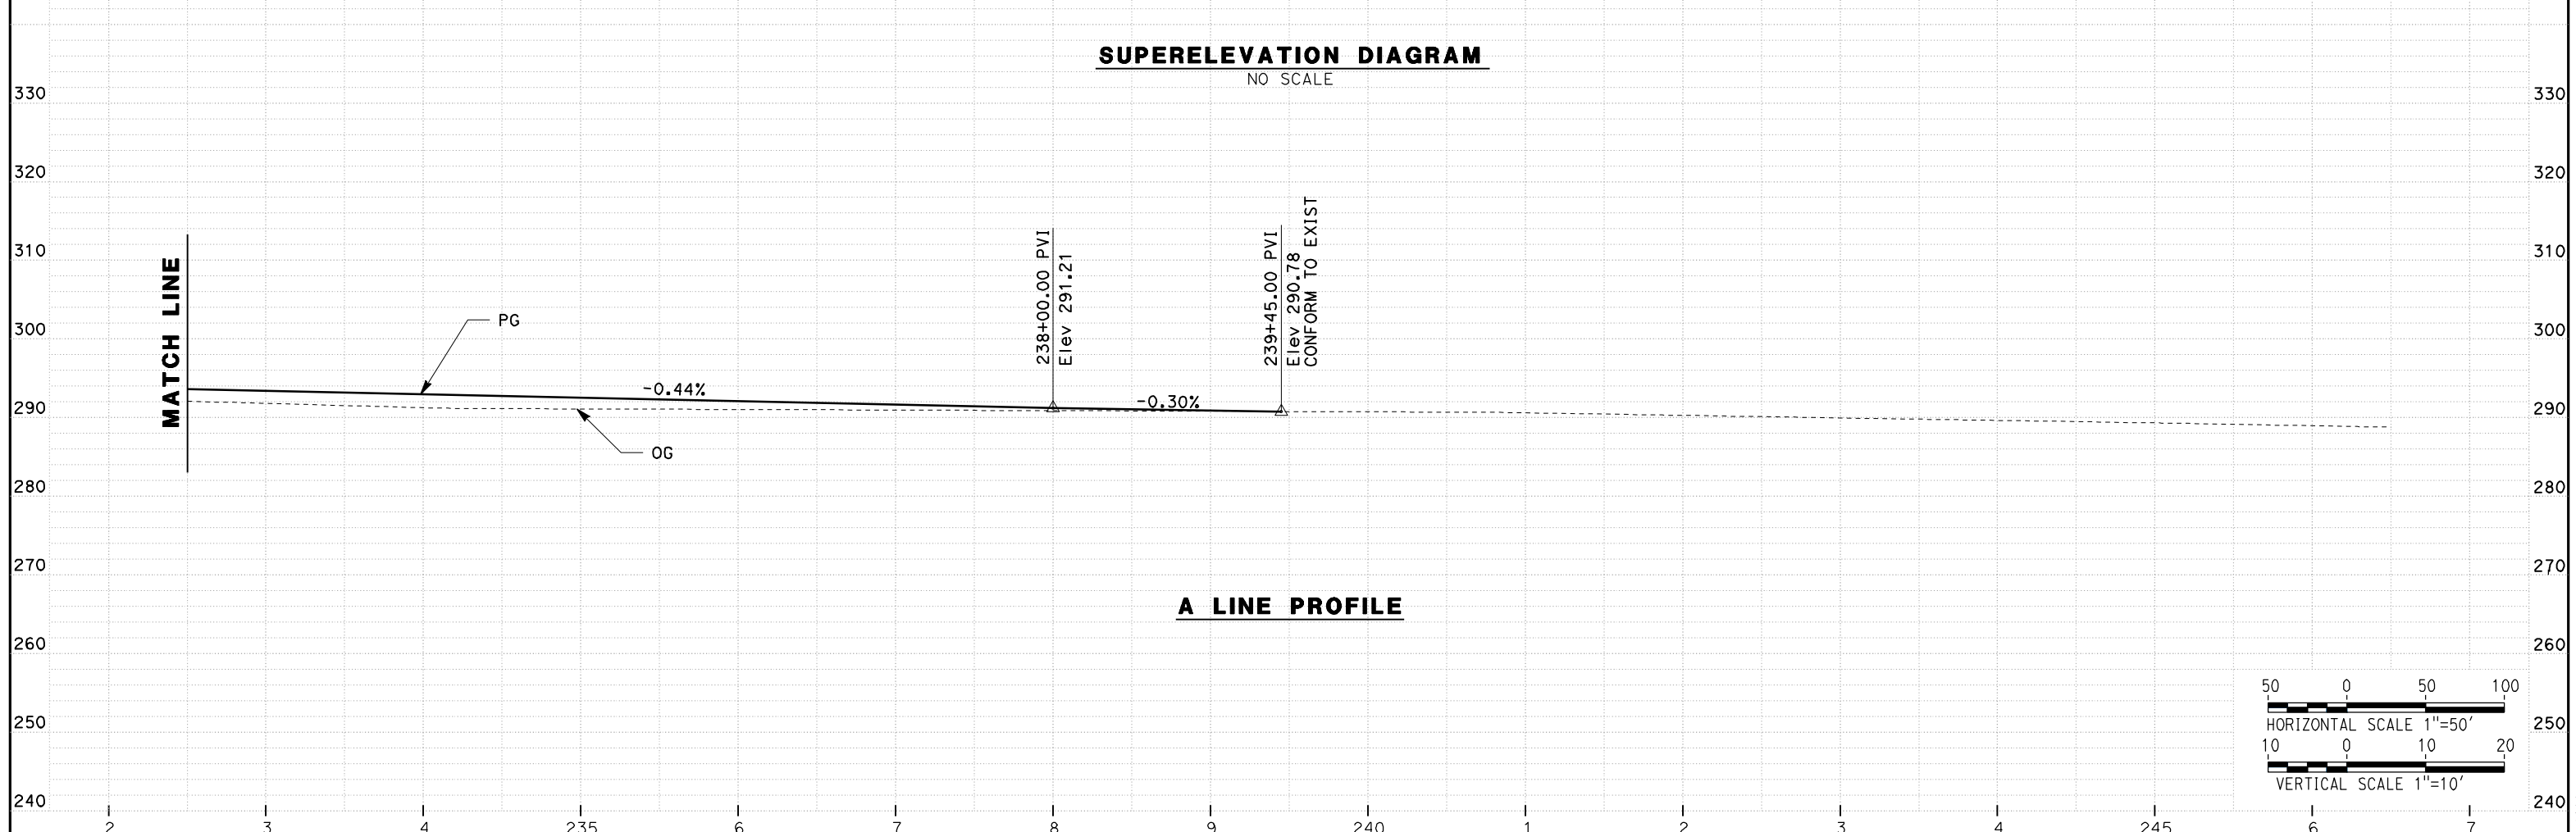 SUPERELEVATION DIAGRAM
NO SCALE
330
330
320
320
310
310
300
300
290
290
280
280
270
270
260
260
250
250
240
240
MATCH LINE
PG
-0.44%
OG
238+00.00 PVI
Elev 291.21
-0.30%
239+45.00 PVI
Elev 290.78
CONFORM TO EXIST
A LINE PROFILE
50 0 50 100
HORIZONTAL SCALE 1"=50'
10 0 10 20
VERTICAL SCALE 1"=10'
2 3 4 235 6 7 8 9 240 1 2 3 4 245 6 7